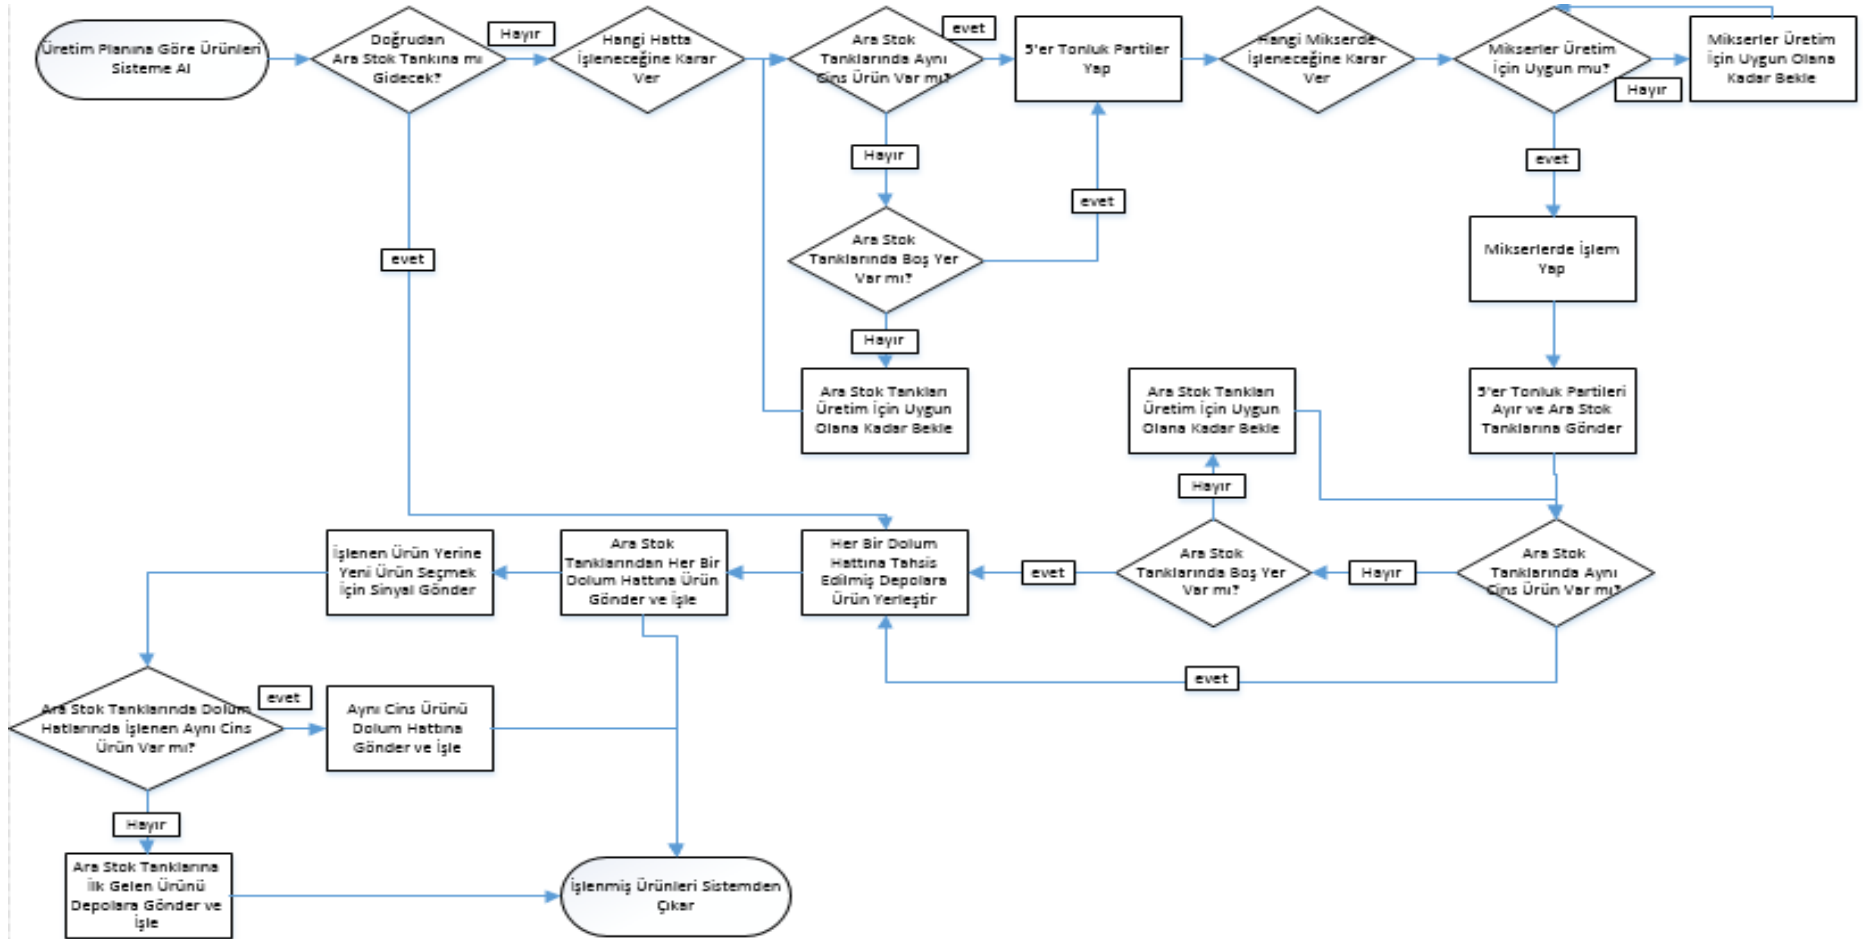 Üretim Planına Göre Ürünleri
Sisteme Al
Doğrudan
Ara Stok Tankına mı
Gidecek?
Hayır
Hangi Hatta
İşleneceğine Karar
Ver
Ara Stok
Tanklarında Aynı
Cins Ürün Var mı?
evet
5'er Tonluk Partiler
Yap
Hangi Mikserde
İşleneceğine Karar
Ver
Mikserler Üretim
İçin Uygun mu?
Hayır
Mikserler Üretim
İçin Uygun Olana
Kadar Bekle
Hayır
evet
evet
evet
Ara Stok
Tanklarında Boş Yer
Var mı?
Mikserlerde İşlem
Yap
Hayır
Ara Stok Tankları
Üretim İçin Uygun
Olana Kadar Bekle
Ara Stok Tankları
Üretim İçin Uygun
Olana Kadar Bekle
5'er Tonluk Partileri
Ayır ve Ara Stok
Tanklarına Gönder
Hayır
İşlenen Ürün Yerine
Yeni Ürün Seçmek
İçin Sinyal Gönder
Ara Stok
Tanklarından Her Bir
Dolum Hattına Ürün
Gönder ve İşle
Her Bir Dolum
Hattına Tahsis
Edilmiş Depolara
Ürün Yerleştir
evet
Ara Stok
Tanklarında Boş Yer
Var mı?
Hayır
Ara Stok
Tanklarında Aynı
Cins Ürün Var mı?
evet
Ara Stok Tanklarında Dolum
Hatlarında İşlenen Aynı Cins
Ürün Var mı?
evet
Aynı Cins Ürünü
Dolum Hattına
Gönder ve İşle
Hayır
Ara Stok Tanklarına
İlk Gelen Ürünü
Depolara Gönder ve
İşle
İşlenmiş Ürünleri Sistemden
Çıkar